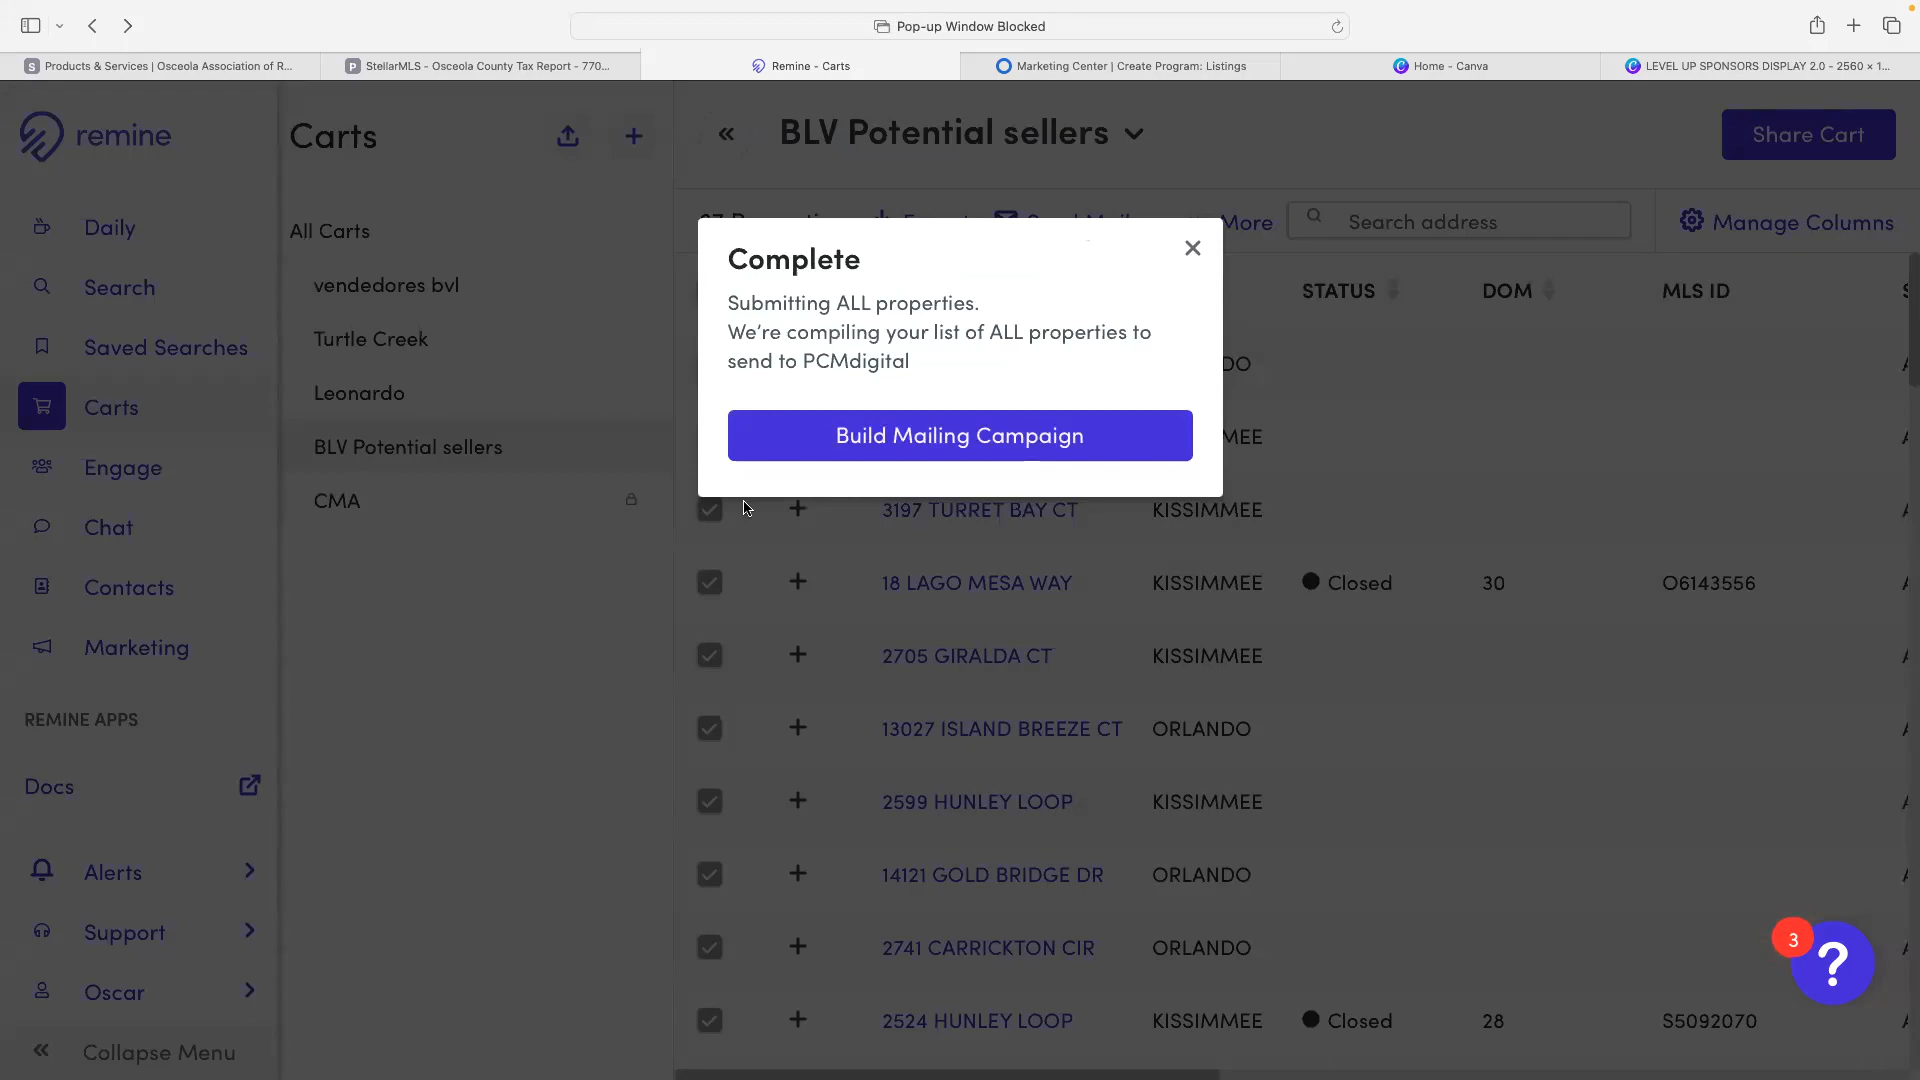 Pop-up Window Blocked
Products & Services | Osceola Association of R...
StellarMLS - Osceola County Tax Report - 770...
Remine - Carts
Marketing Center | Create Program: Listings
Home - Canva
LEVEL UP SPONSORS DISPLAY 2.0 - 2560 × 1...
remine
Daily
Search
Saved Searches
Carts
Engage
Chat
Contacts
Marketing
REMINE APPS
Docs
Alerts
Support
Oscar
Collapse Menu
Carts
All Carts
vendedores bvl
Turtle Creek
Leonardo
BLV Potential sellers
CMA
BLV Potential sellers
Share Cart
More
Search address
Manage Columns
Complete
Submitting ALL properties.
We're compiling your list of ALL properties to
send to PCMdigital
Build Mailing Campaign
STATUS DOM MLS ID
3197 TURRET BAY CT KISSIMMEE
18 LAGO MESA WAY KISSIMMEE Closed 30 O6143556
2705 GIRALDA CT KISSIMMEE
13027 ISLAND BREEZE CT ORLANDO
2599 HUNLEY LOOP KISSIMMEE
14121 GOLD BRIDGE DR ORLANDO
2741 CARRICKTON CIR ORLANDO
2524 HUNLEY LOOP KISSIMMEE Closed 28 S5092070
3
?